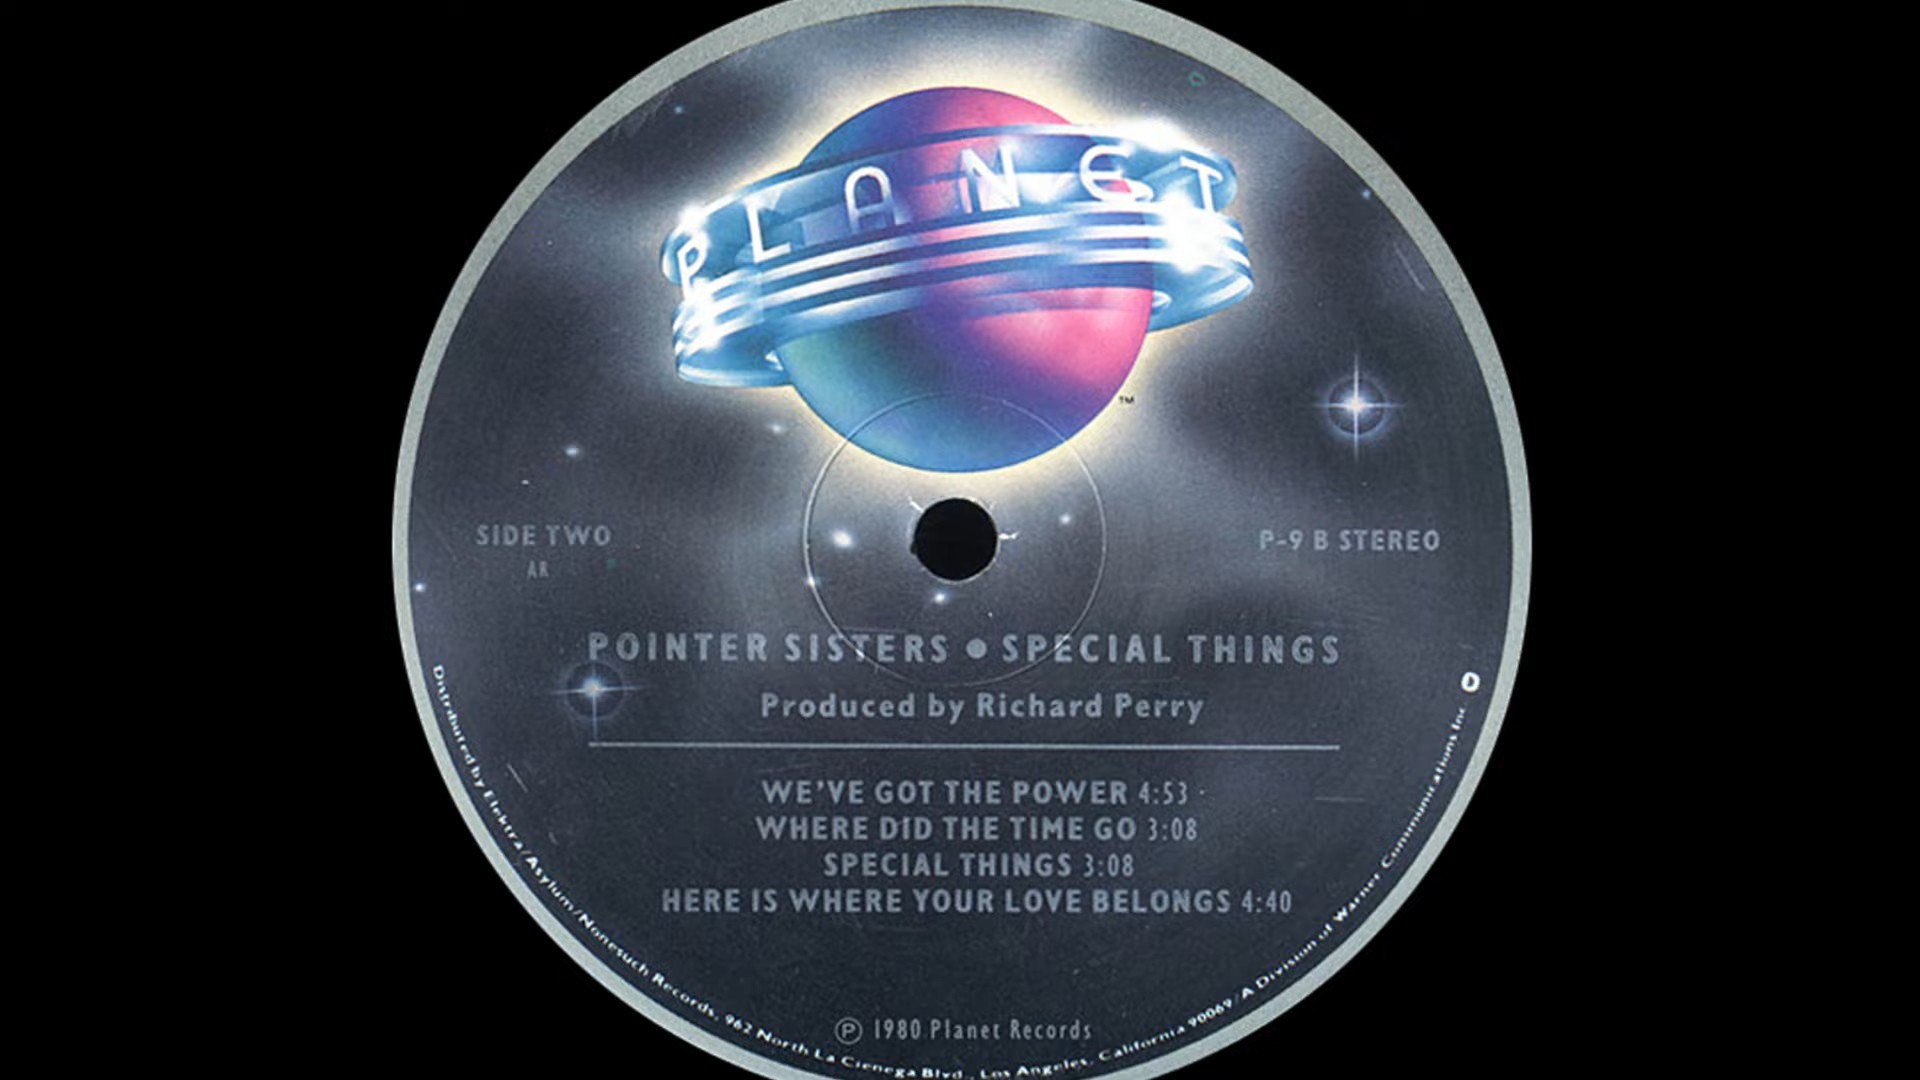 PLANET
™
SIDE TWO
AR
P-9 B STEREO
POINTER SISTERS ● SPECIAL THINGS
Produced by Richard Perry
WE'VE GOT THE POWER 4:53
WHERE DID THE TIME GO 3:08
SPECIAL THINGS 3:08
HERE IS WHERE YOUR LOVE BELONGS 4:40
℗ 1980 Planet Records
Distributed by Elektra/Asylum/Nonesuch Records, 962 North La Cienega Blvd., Los Angeles, California 90069/A Division of Warner Communications Inc.